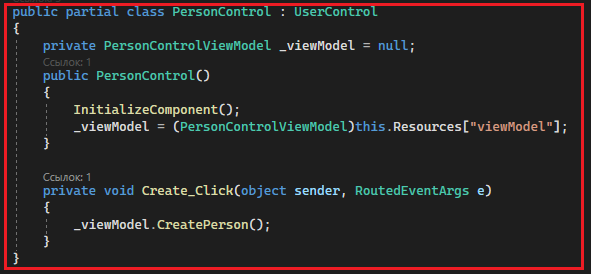 public partial class PersonControl : UserControl
{
    private PersonControlViewModel _viewModel = null;
    Ссылок: 1
    public PersonControl()
    {
        InitializeComponent();
        _viewModel = (PersonControlViewModel)this.Resources["viewModel"];
    }
    Ссылок: 1
    private void Create_Click(object sender, RoutedEventArgs e)
    {
        _viewModel.CreatePerson();
    }
}